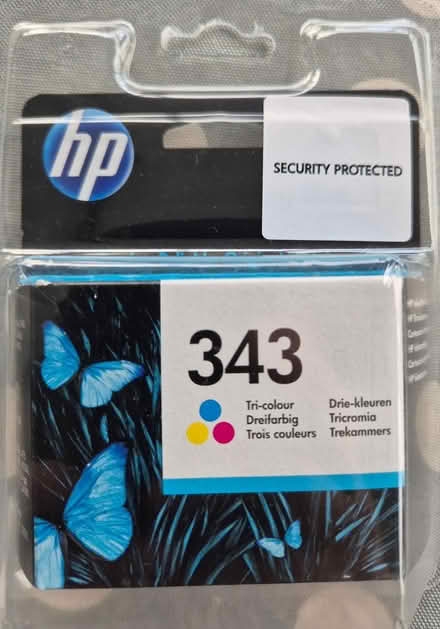 hp
SECURITY PROTECTED
343
Tri-colour
Dreifarbig
Trois couleurs
Drie-kleuren
Tricromia
Trekammers